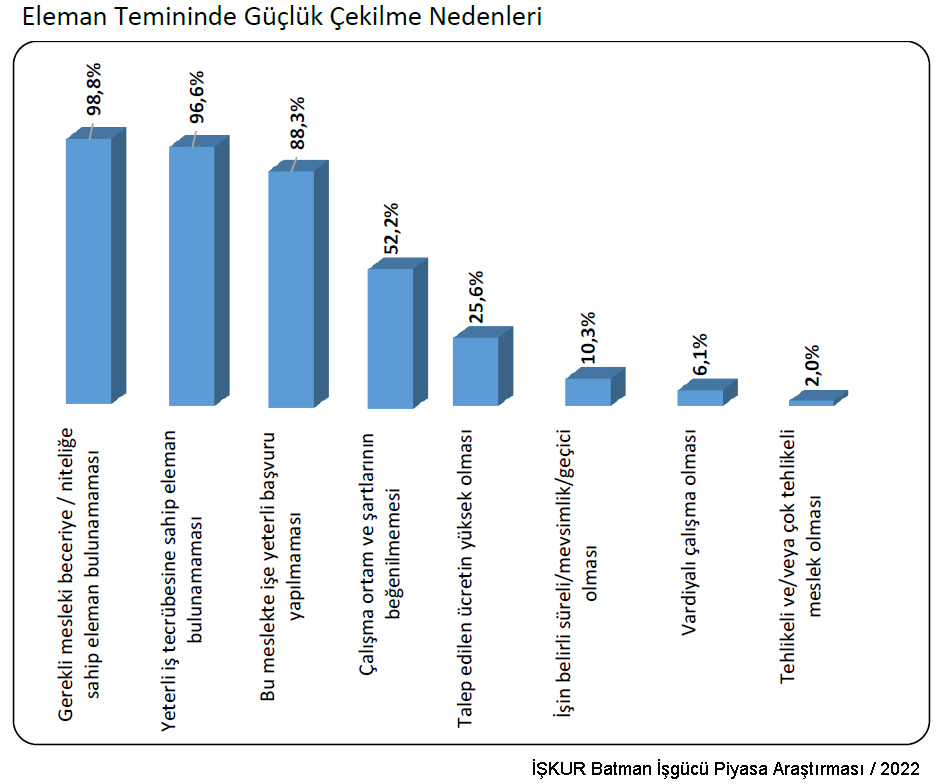 Eleman Temininde Güçlük Çekilme Nedenleri
98,8%
96,6%
88,3%
52,2%
25,6%
10,3%
6,1%
2,0%
Gerekli mesleki beceriye / niteliğe
sahip eleman bulunamaması
Yeterli iş tecrübesine sahip eleman
bulunamaması
Bu meslekte işe yeterli başvuru
yapılmaması
Çalışma ortam ve şartlarının
beğenilmemesi
Talep edilen ücretin yüksek olması
İşin belirli süreli/mevsimlik/geçici
olması
Vardiyalı çalışma olması
Tehlikeli ve/veya çok tehlikeli
meslek olması
İŞKUR Batman İşgücü Piyasa Araştırması / 2022